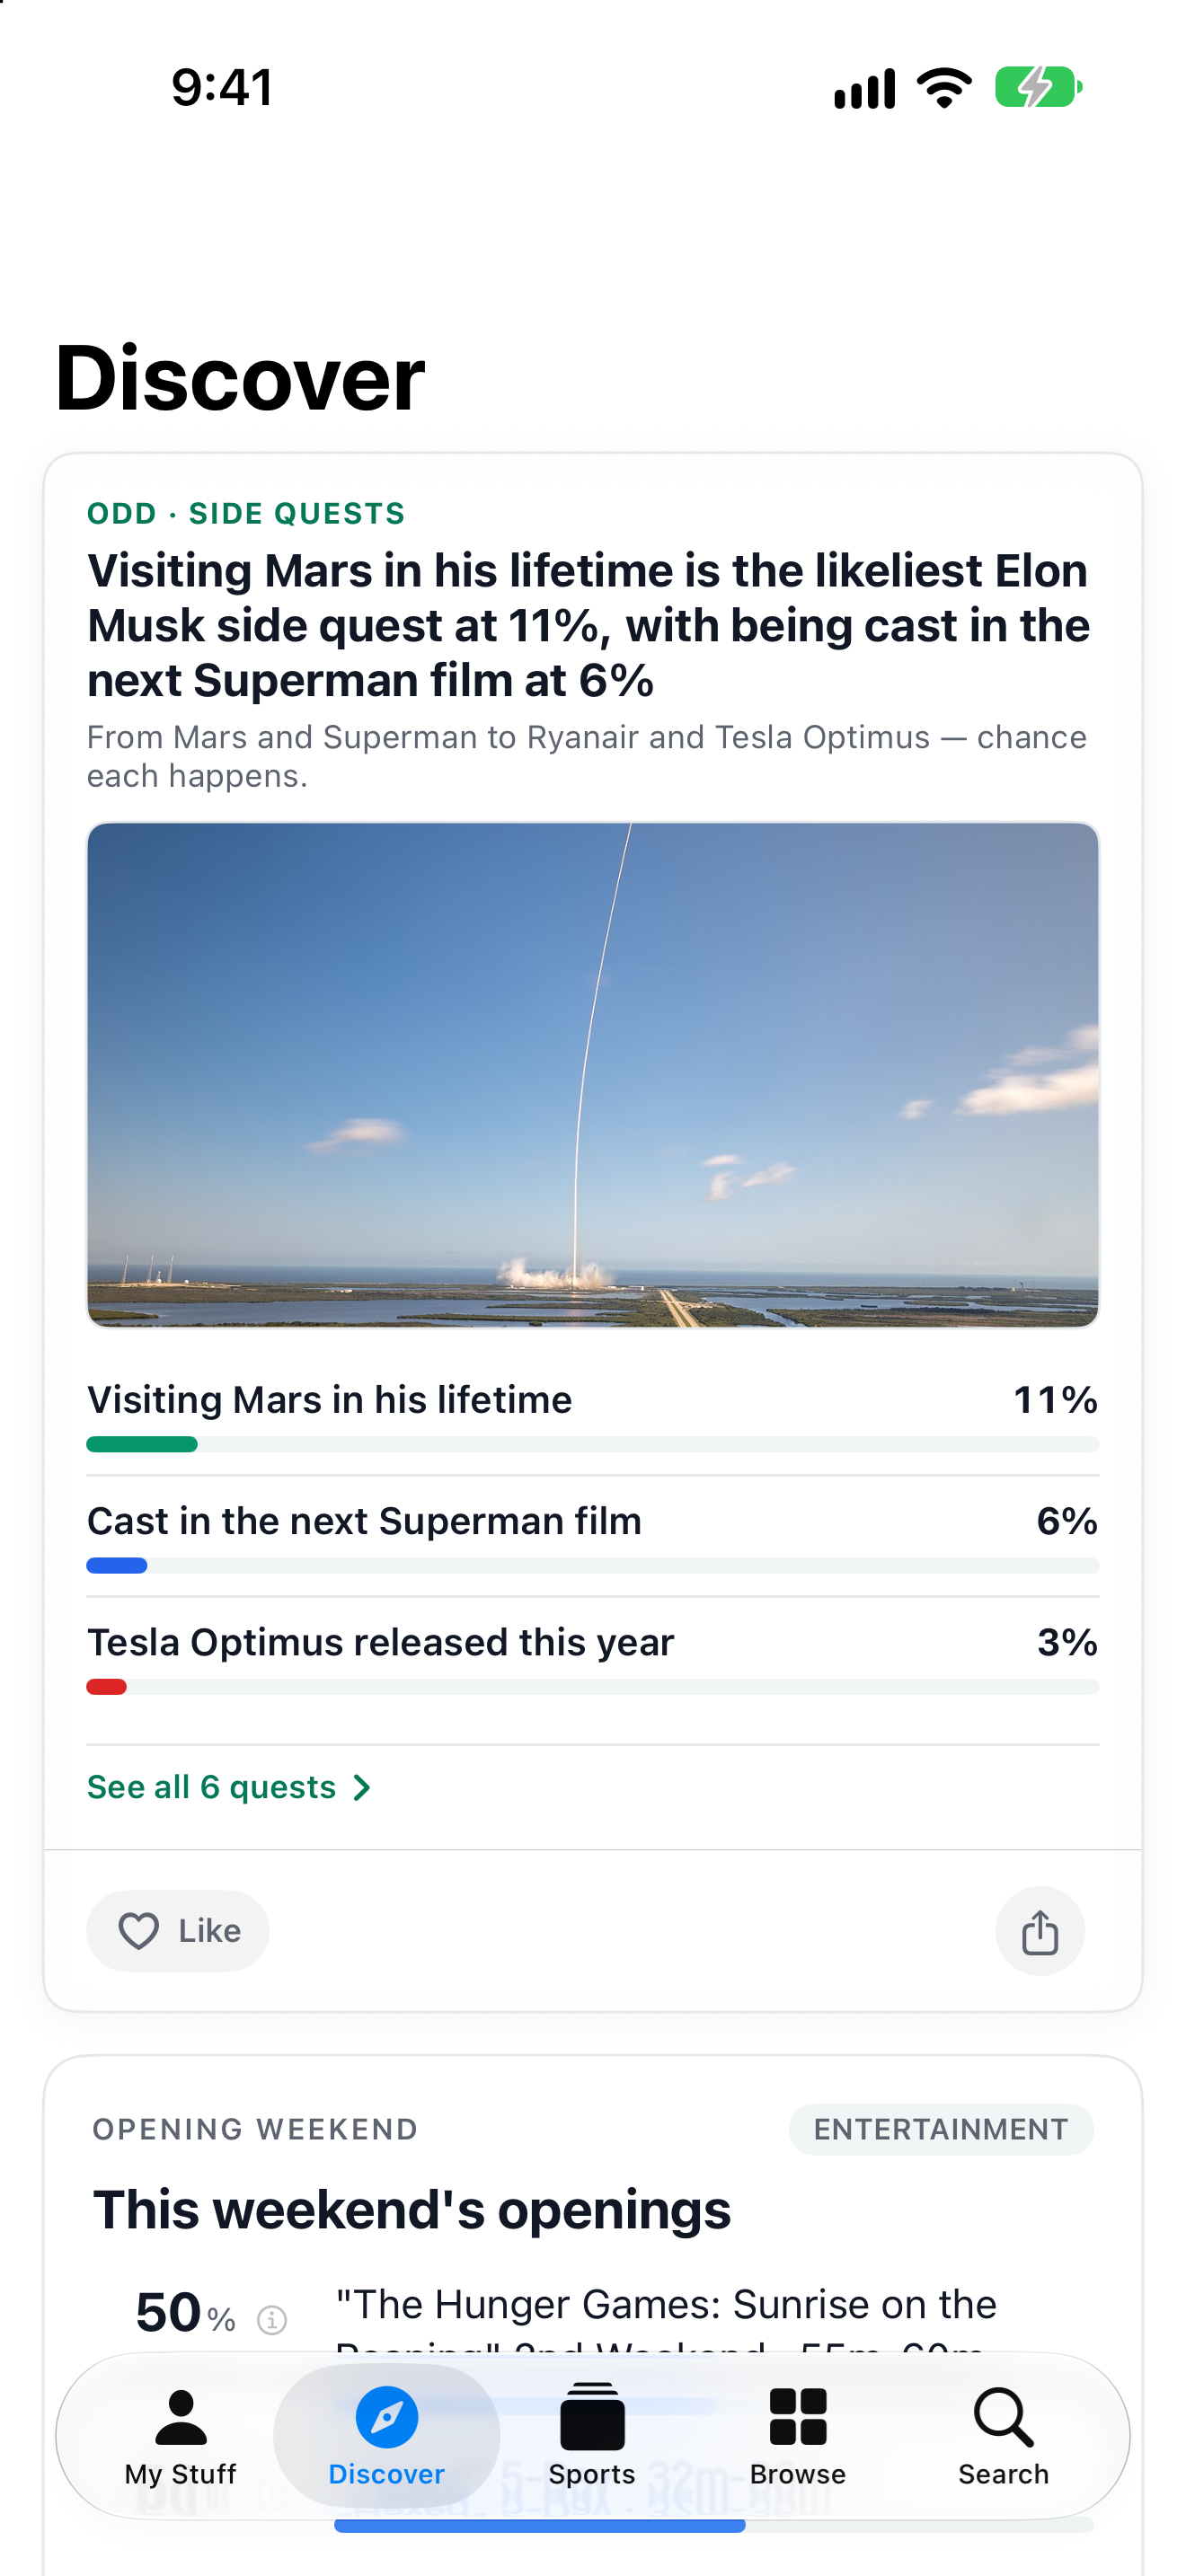 9:41
Discover
ODD · SIDE QUESTS
Visiting Mars in his lifetime is the likeliest Elon
Musk side quest at 11%, with being cast in the
next Superman film at 6%
From Mars and Superman to Ryanair and Tesla Optimus — chance
each happens.
Visiting Mars in his lifetime 11%
Cast in the next Superman film 6%
Tesla Optimus released this year 3%
See all 6 quests
Like
OPENING WEEKEND ENTERTAINMENT
This weekend's openings
50% "The Hunger Games: Sunrise on the
My Stuff Discover Sports Browse Search